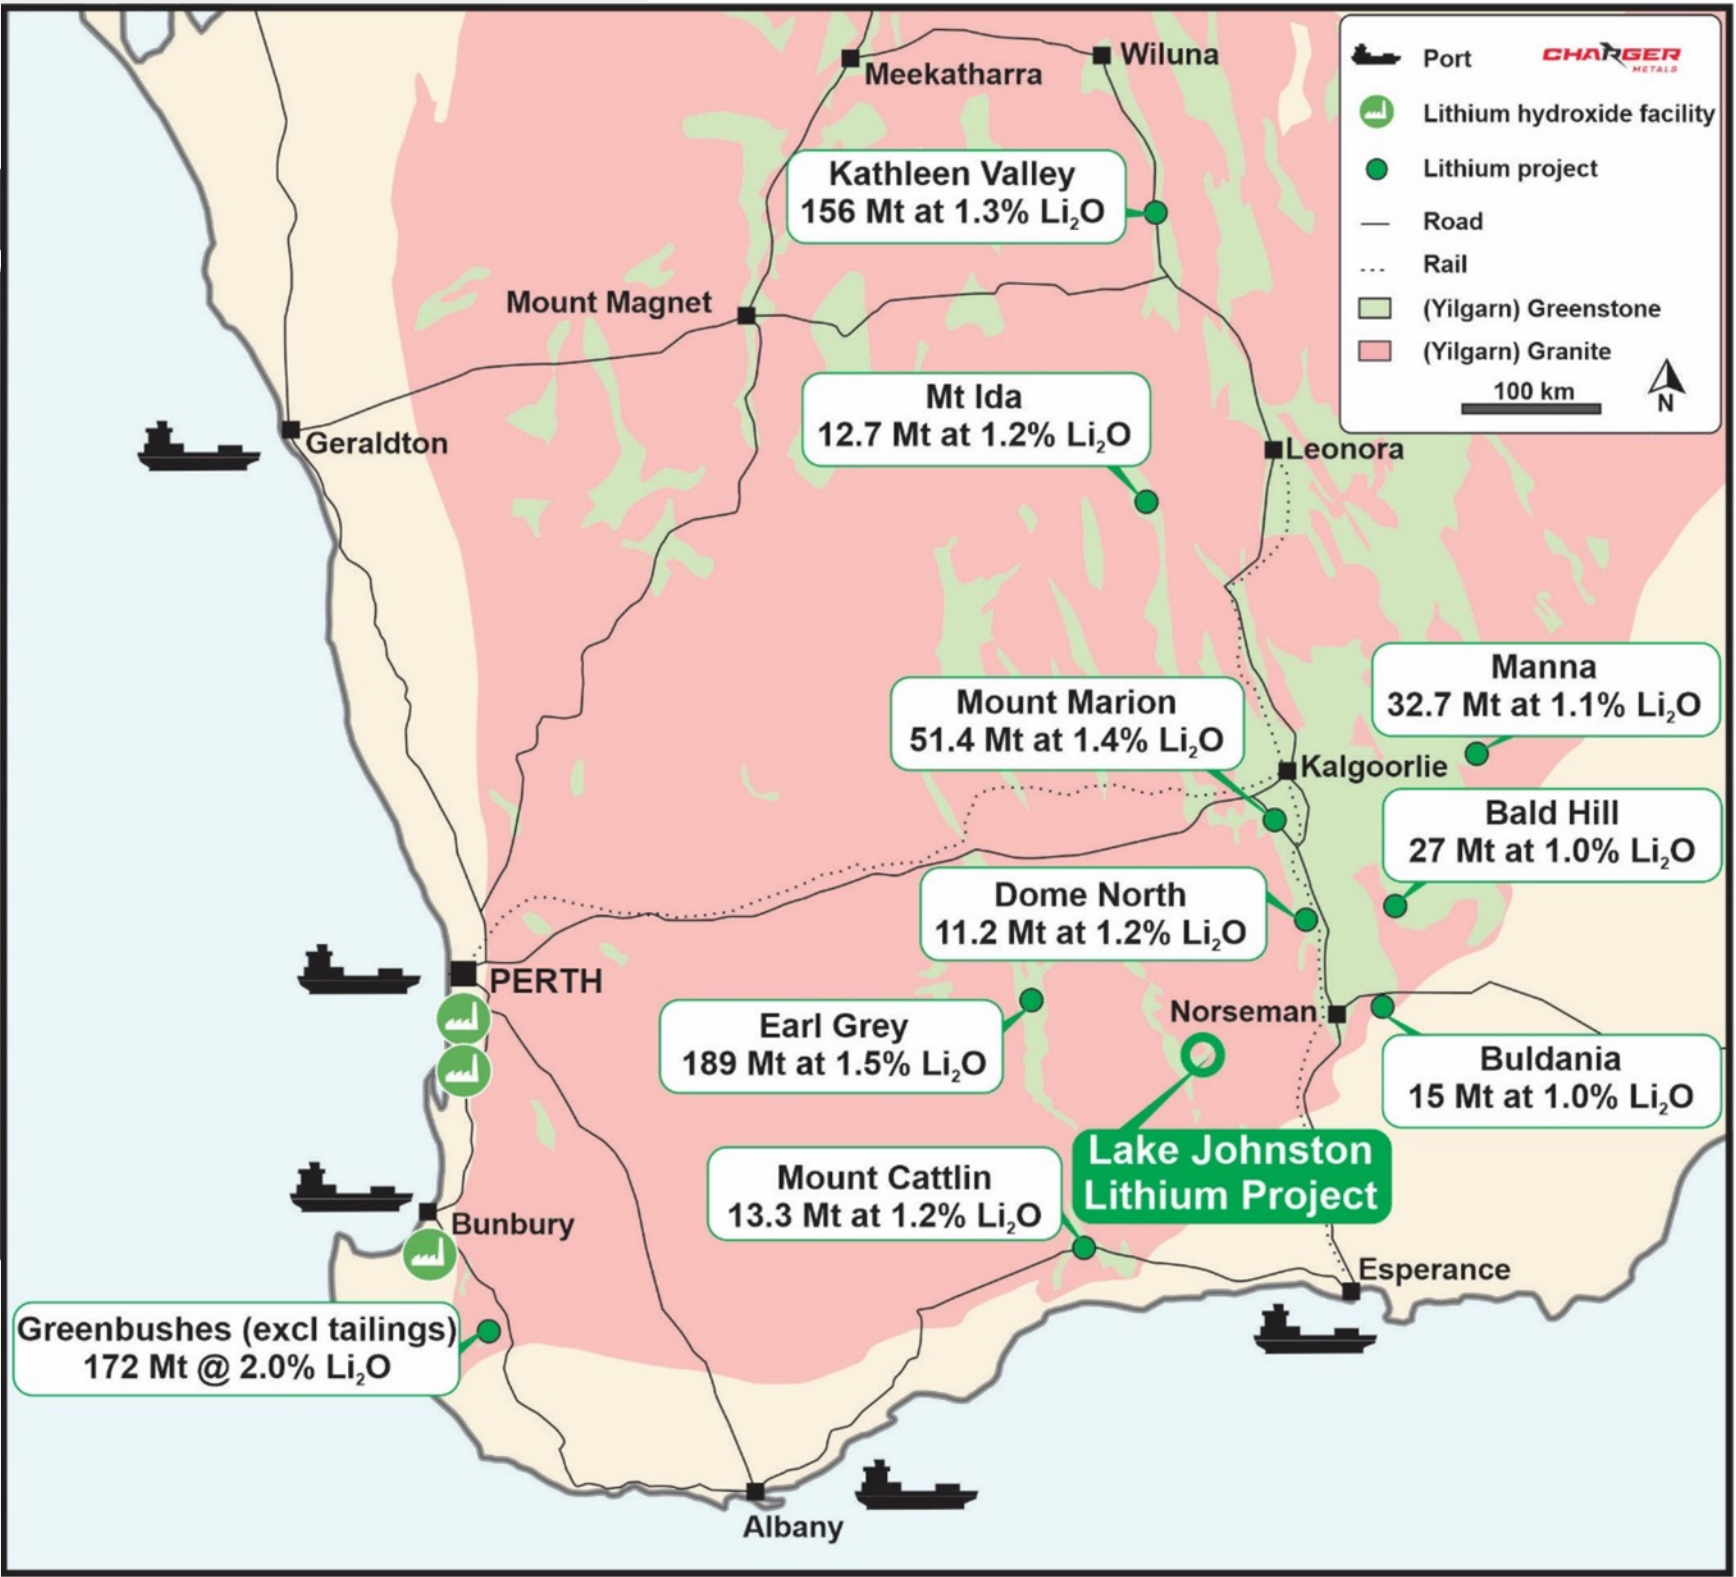 Meekatharra
Wiluna
Port
CHARGER
METALS
Lithium hydroxide facility
Lithium project
Road
Rail
(Yilgarn) Greenstone
(Yilgarn) Granite
100 km
N
Kathleen Valley
156 Mt at 1.3% Li₂O
Mount Magnet
Mt Ida
12.7 Mt at 1.2% Li₂O
Geraldton
Leonora
Manna
32.7 Mt at 1.1% Li₂O
Mount Marion
51.4 Mt at 1.4% Li₂O
Kalgoorlie
Bald Hill
27 Mt at 1.0% Li₂O
Dome North
11.2 Mt at 1.2% Li₂O
PERTH
Norseman
Earl Grey
189 Mt at 1.5% Li₂O
Buldania
15 Mt at 1.0% Li₂O
Lake Johnston
Lithium Project
Mount Cattlin
13.3 Mt at 1.2% Li₂O
Bunbury
Esperance
Greenbushes (excl tailings)
172 Mt @ 2.0% Li₂O
Albany